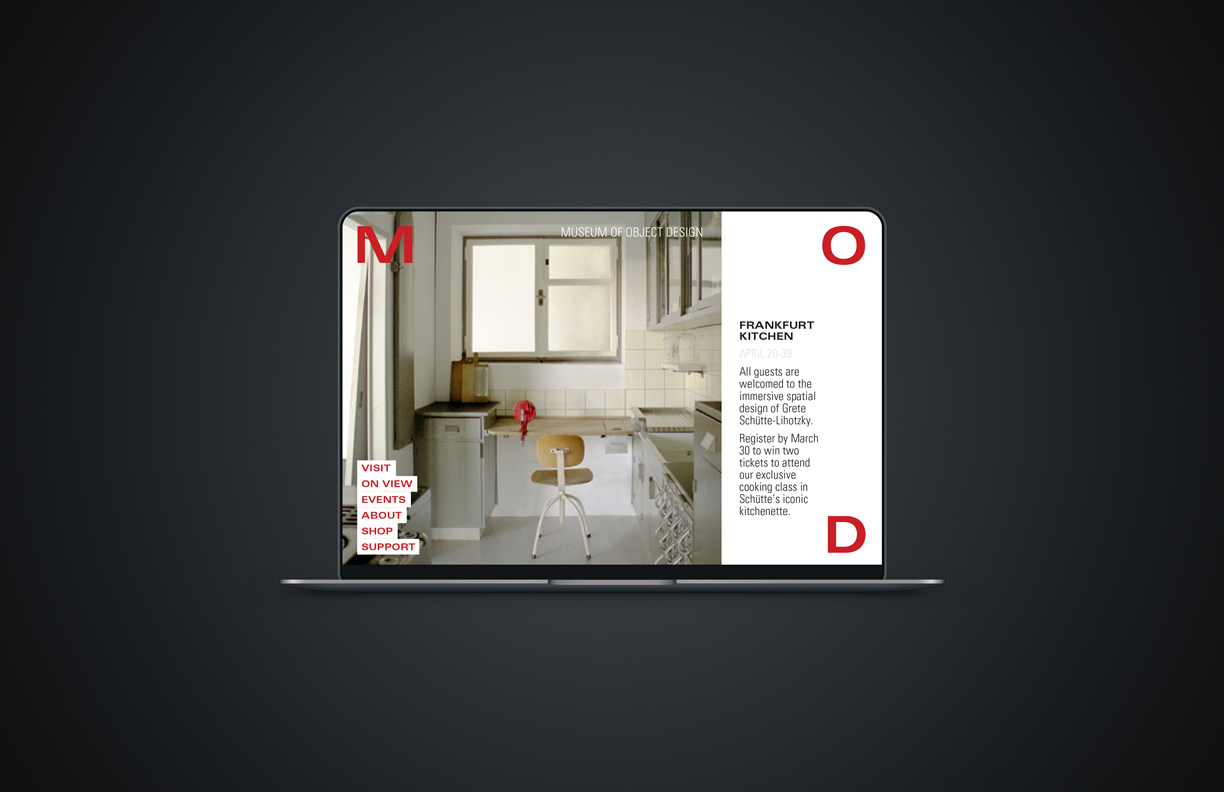 M
O
MUSEUM OF OBJECT DESIGN
FRANKFURT
KITCHEN
APRIL 20-39
All guests are
welcomed to the
immersive spatial
design of Grete
Schütte-Lihotzky.
Register by March
30 to win two
tickets to attend
our exclusive
cooking class in
Schütte's iconic
kitchenette.
VISIT
ON VIEW
EVENTS
ABOUT
SHOP
SUPPORT
D